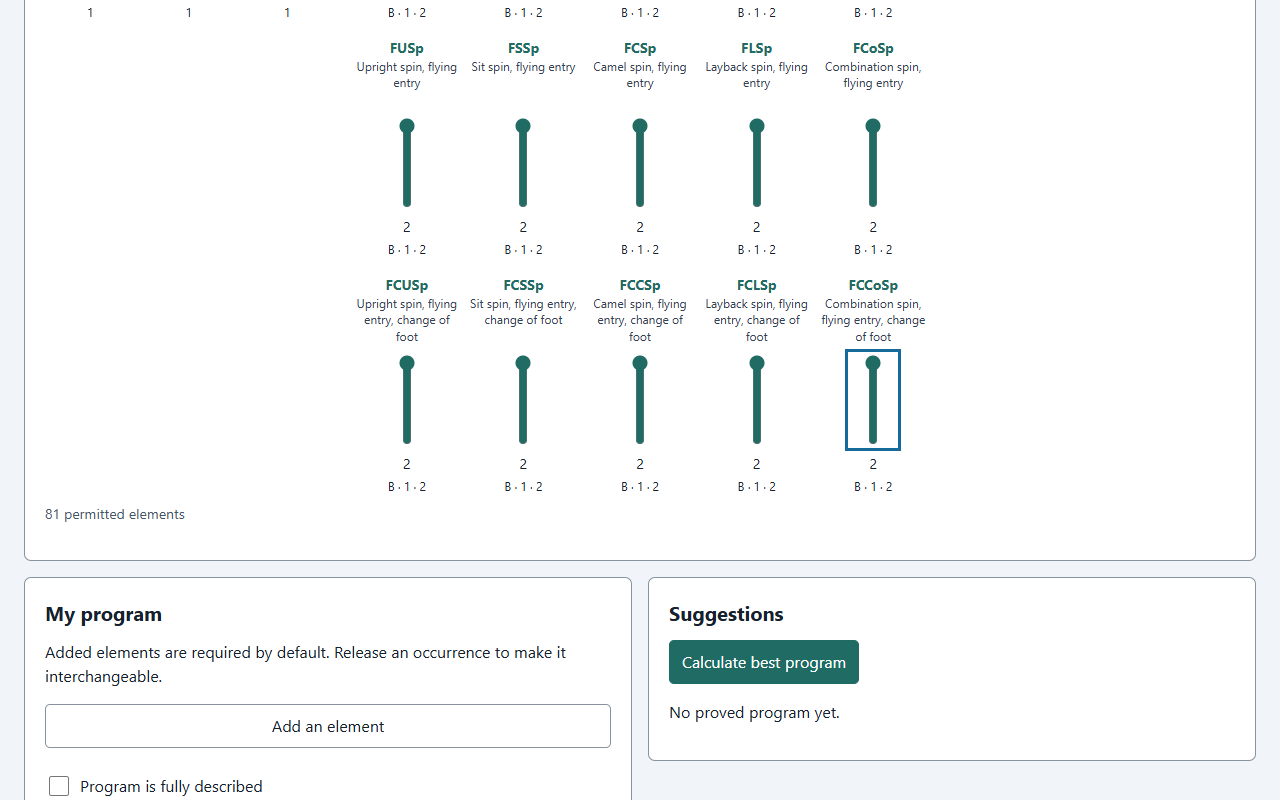 1 1 1 B · 1 · 2 B · 1 · 2 B · 1 · 2 B · 1 · 2 B · 1 · 2
FUSp FSSp FCSp FLSp FCoSp
Upright spin, flying entry Sit spin, flying entry Camel spin, flying entry Layback spin, flying entry Combination spin, flying entry
2 2 2 2 2
B · 1 · 2 B · 1 · 2 B · 1 · 2 B · 1 · 2 B · 1 · 2
FCUSp FCSSp FCCSp FCLSp FCCoSp
Upright spin, flying entry, change of foot Sit spin, flying entry, change of foot Camel spin, flying entry, change of foot Layback spin, flying entry, change of foot Combination spin, flying entry, change of foot
2 2 2 2 2
B · 1 · 2 B · 1 · 2 B · 1 · 2 B · 1 · 2 B · 1 · 2
81 permitted elements
My program
Added elements are required by default. Release an occurrence to make it
interchangeable.
Add an element
Program is fully described
Suggestions
Calculate best program
No proved program yet.